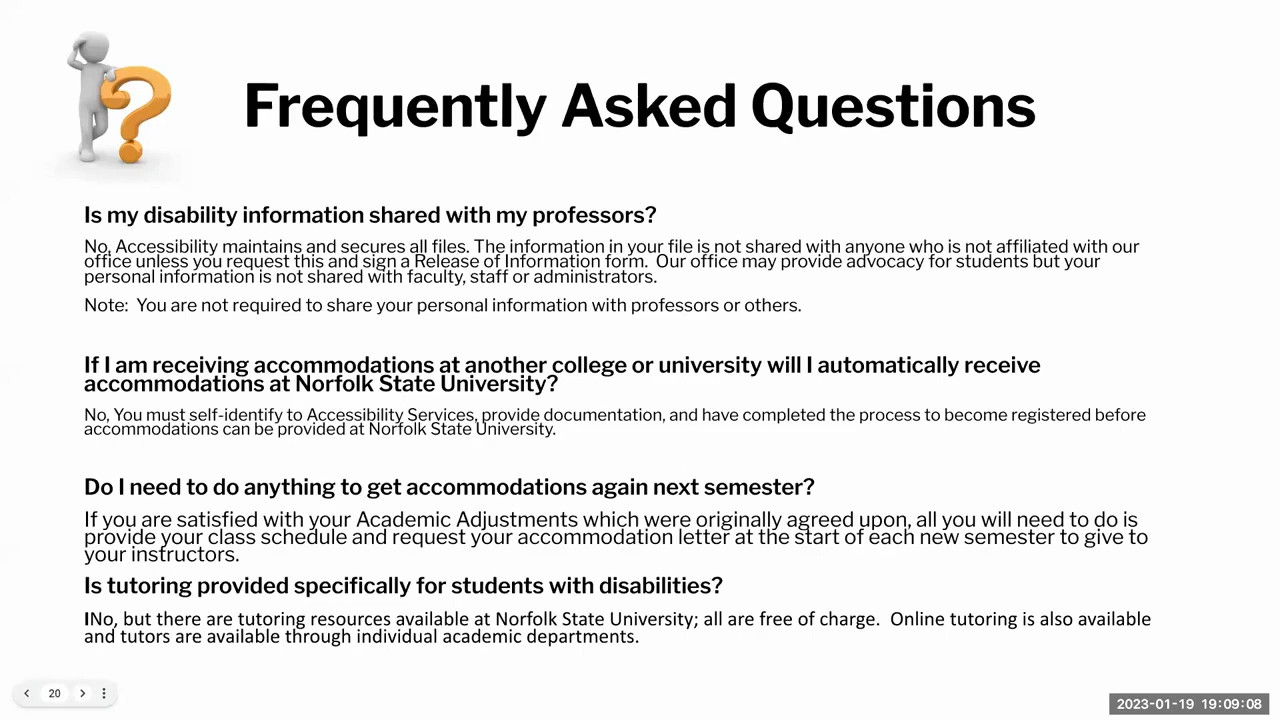 Frequently Asked Questions
Is my disability information shared with my professors?
No, Accessibility maintains and secures all files. The information in your file is not shared with anyone who is not affiliated with our
office unless you request this and sign a Release of Information form.  Our office may provide advocacy for students but your
personal information is not shared with faculty, staff or administrators.
Note:  You are not required to share your personal information with professors or others.
If I am receiving accommodations at another college or university will I automatically receive
accommodations at Norfolk State University?
No, You must self-identify to Accessibility Services, provide documentation, and have completed the process to become registered before
accommodations can be provided at Norfolk State University.
Do I need to do anything to get accommodations again next semester?
If you are satisfied with your Academic Adjustments which were originally agreed upon, all you will need to do is
provide your class schedule and request your accommodation letter at the start of each new semester to give to
your instructors.
Is tutoring provided specifically for students with disabilities?
INo, but there are tutoring resources available at Norfolk State University; all are free of charge.  Online tutoring is also available
and tutors are available through individual academic departments.
20
2023-01-19 19:09:08